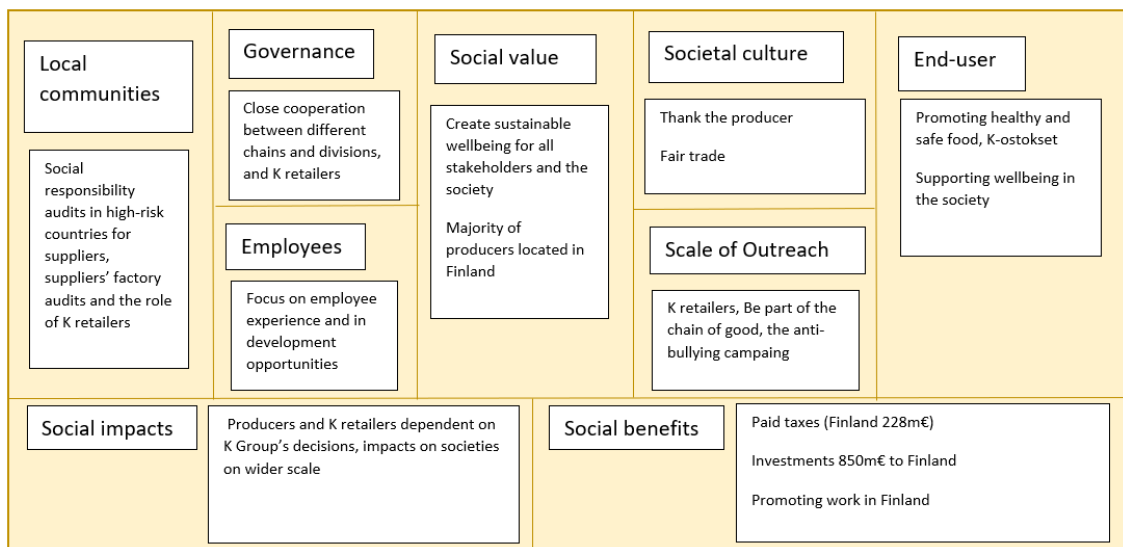 Local
communities
Social
responsibility
audits in high-risk
countries for
suppliers,
suppliers’ factory
audits and the role
of K retailers
Governance
Close cooperation
between different
chains and divisions,
and K retailers
Employees
Focus on employee
experience and in
development
opportunities
Social value
Create sustainable
wellbeing for all
stakeholders and the
society
Majority of
producers located in
Finland
Societal culture
Thank the producer
Fair trade
Scale of Outreach
K retailers, Be part of the
chain of good, the anti-
bullying campaing
End-user
Promoting healthy and
safe food, K-ostokset
Supporting wellbeing in
the society
Social impacts
Producers and K retailers dependent on
K Group’s decisions, impacts on societies
on wider scale
Social benefits
Paid taxes (Finland 228m€)
Investments 850m€ to Finland
Promoting work in Finland